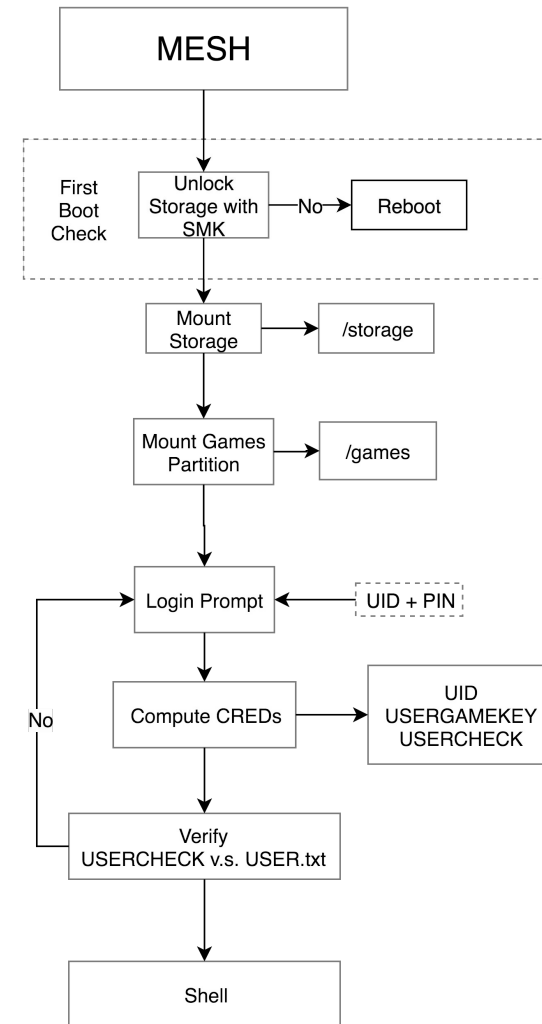 MESH
First
Boot
Check
Unlock
Storage with
SMK
No
Reboot
Mount
Storage
/storage
Mount Games
Partition
/games
Login Prompt
UID + PIN
Compute CREDs
UID
USERGAMEKEY
USERCHECK
No
Verify
USERCHECK v.s. USER.txt
Shell